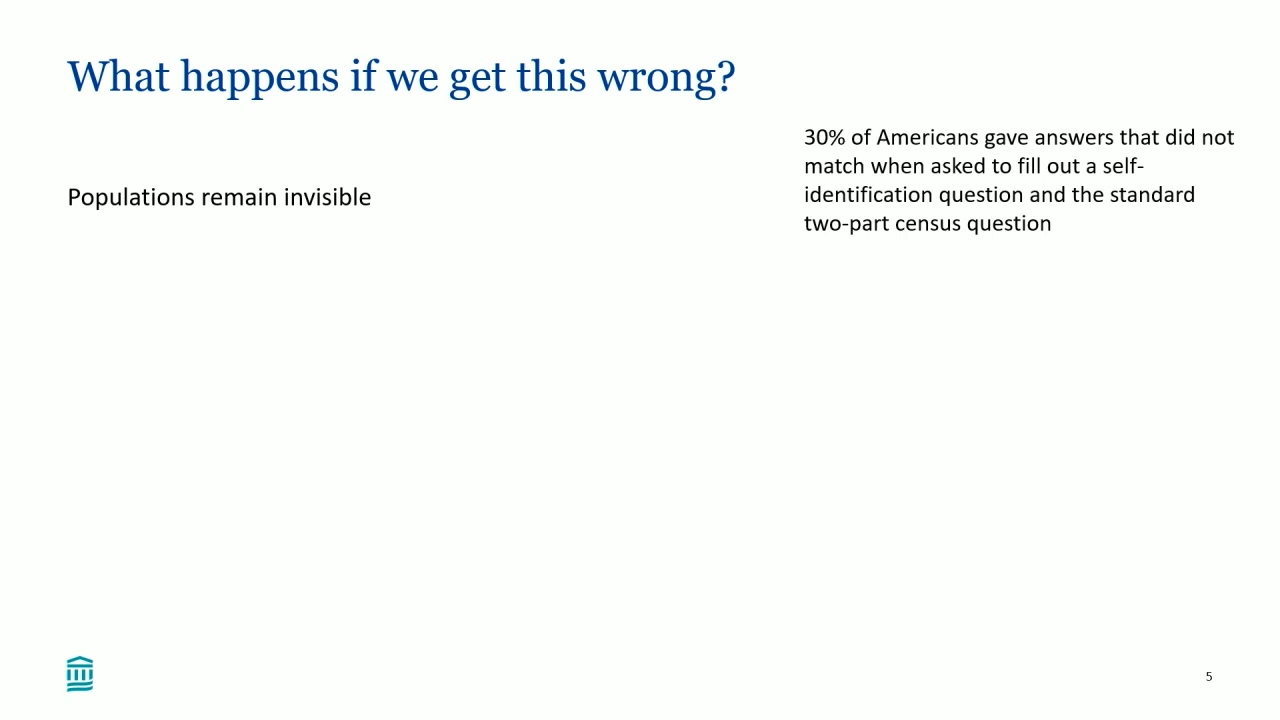 What happens if we get this wrong?
Populations remain invisible
30% of Americans gave answers that did not
match when asked to fill out a self-
identification question and the standard
two-part census question
5